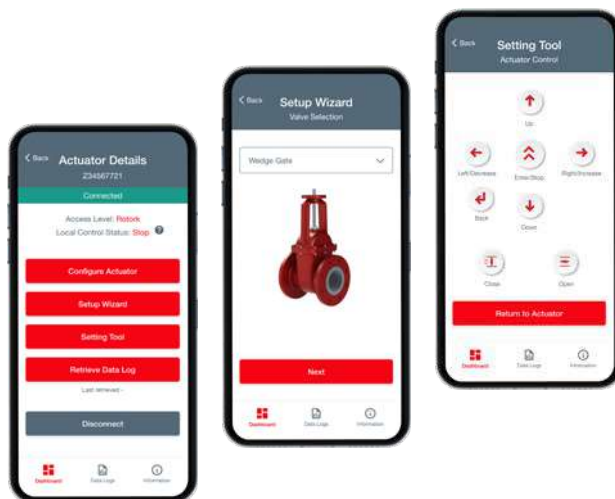 Back
Actuator Details
234567721
Connected
Access Level: Rotork
Local Control Status: Stop
Configure Actuator
Setup Wizard
Setting Tool
Retrieve Data Log
Last retrieved -
Disconnect
Dashboard
Data Logs
Information
Back
Setup Wizard
Valve Selection
Wedge Gate
Next
Dashboard
Data Logs
Information
Back
Setting Tool
Actuator Control
Up
Left/Decrease
Enter/Stop
Right/Increase
Back
Down
Close
Open
Return to Actuator
Dashboard
Data Logs
Information